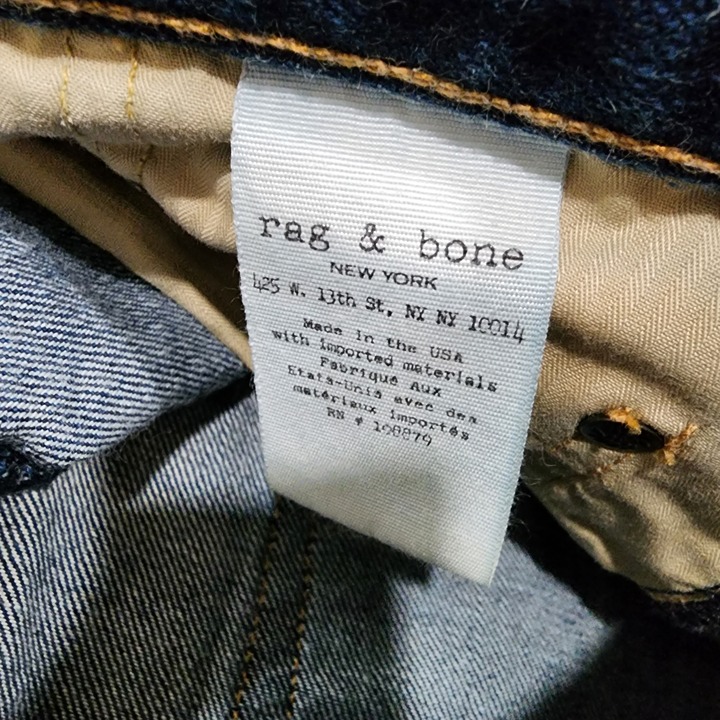 rag & bone
NEW YORK
425 W. 13th St, NY NY 10014
Made in the USA
with imported materials
Fabriqué aux
États-Unis avec des
matériaux importés
RN # 108879